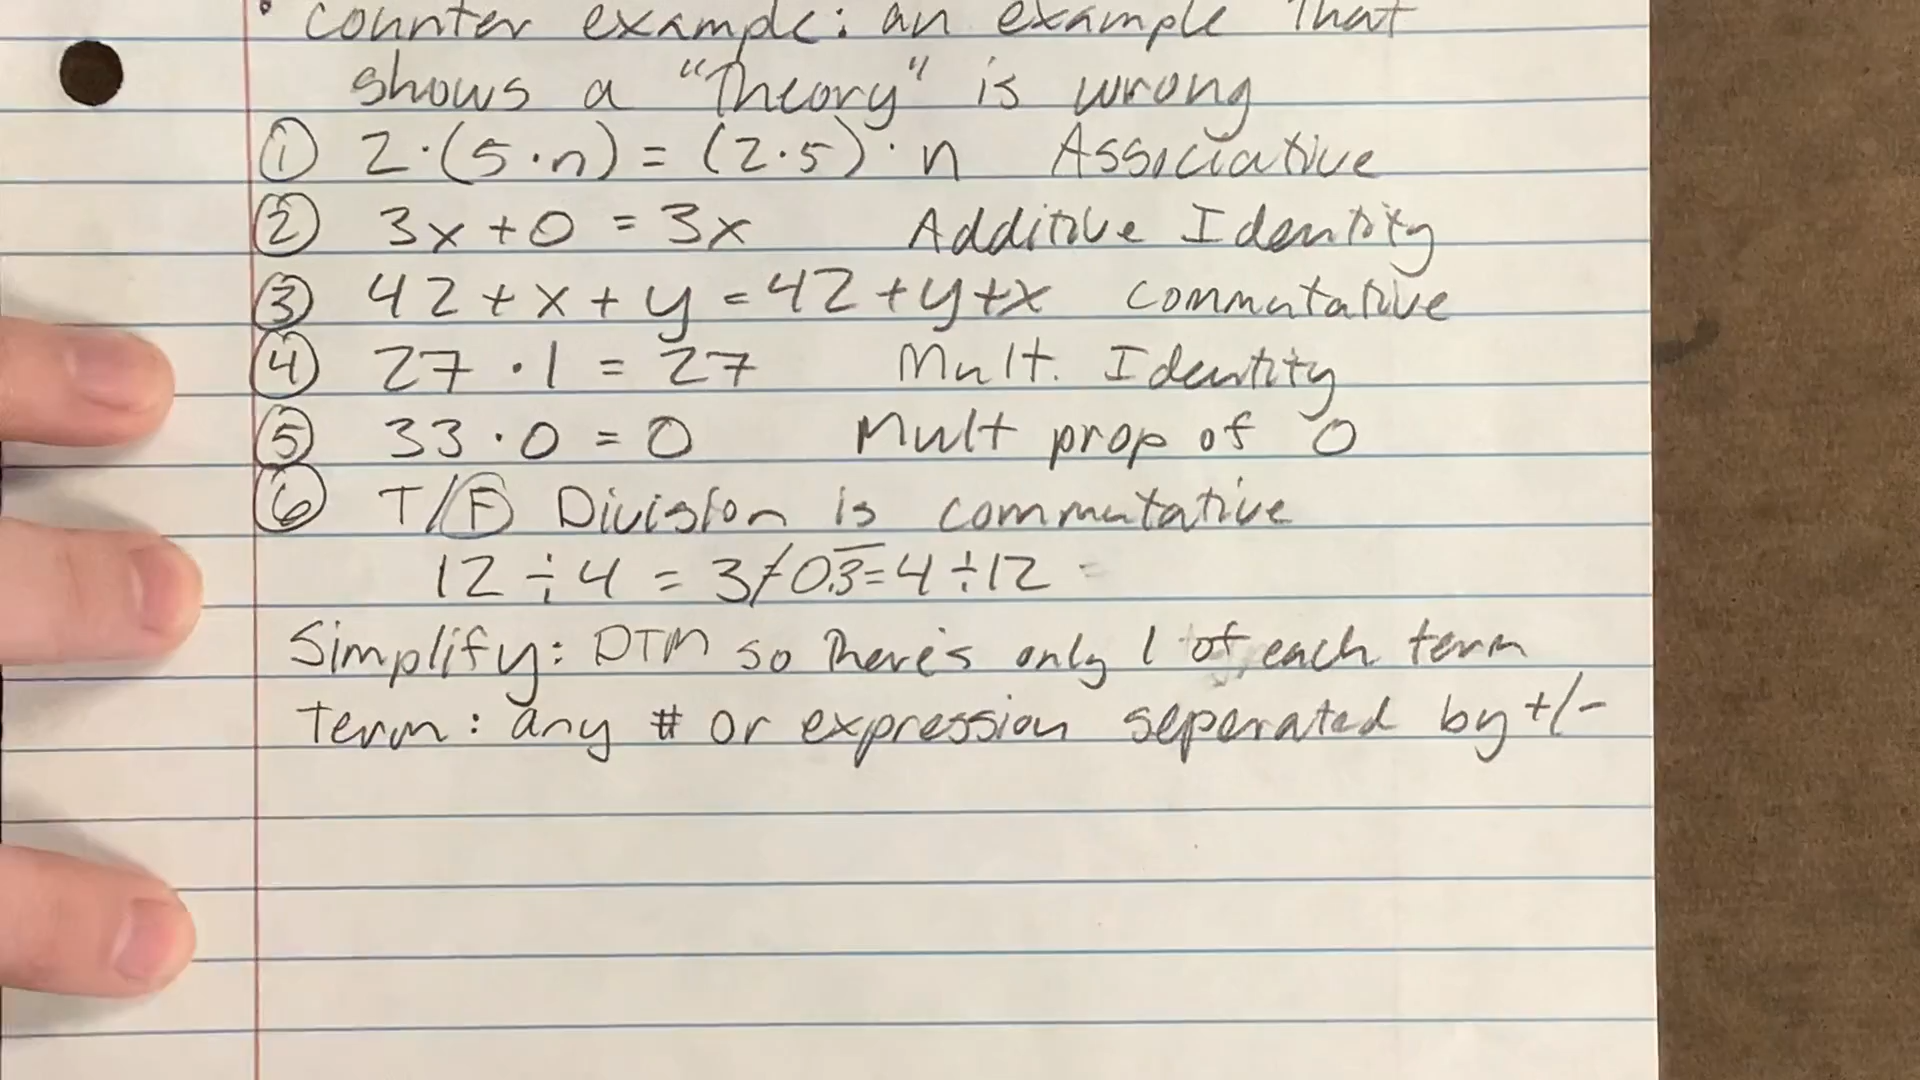 • counter example: an example that
shows a "Theory" is wrong
① 2·(5·n) = (2·5)·n Associative
② 3x+0 = 3x Additive Identity
③ 42+x+y=42+y+x commutative
④ 27·1 = 27 Mult. Identity
⑤ 33·0 = 0 Mult prop of 0
⑥ T/Ⓕ Division is commutative
12÷4 = 3≠0.3̅=4÷12 =
Simplify: DTM so there's only 1 of each term
Term: any # or expression seperated by +/-